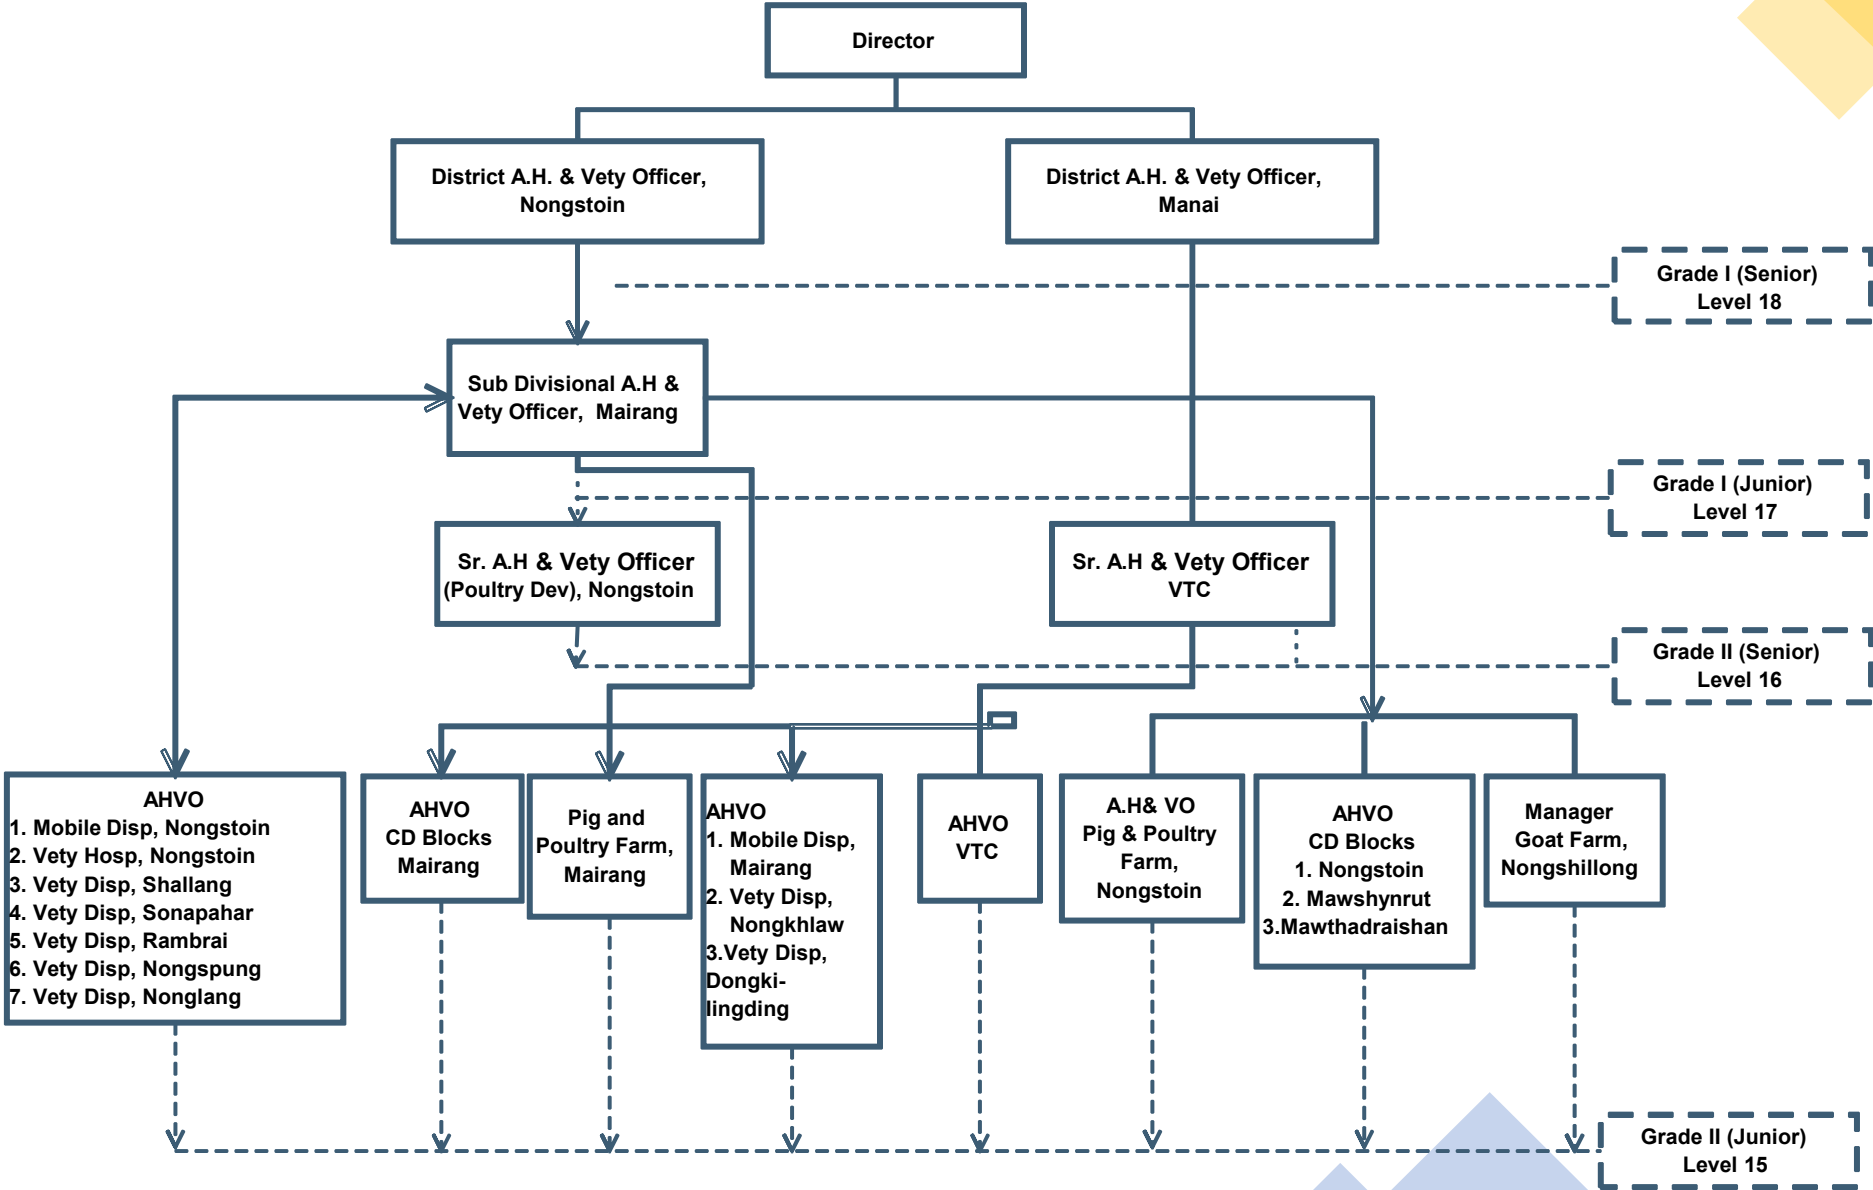 Director
District A.H. & Vety Officer,
Nongstoin
District A.H. & Vety Officer,
Manai
Grade I (Senior)
Level 18
Sub Divisional A.H &
Vety Officer, Mairang
Grade I (Junior)
Level 17
Sr. A.H & Vety Officer
(Poultry Dev), Nongstoin
Sr. A.H & Vety Officer
VTC
Grade II (Senior)
Level 16
AHVO
1. Mobile Disp, Nongstoin
2. Vety Hosp, Nongstoin
3. Vety Disp, Shallang
4. Vety Disp, Sonapahar
5. Vety Disp, Rambrai
6. Vety Disp, Nongspung
7. Vety Disp, Nonglang
AHVO
CD Blocks
Mairang
Pig and
Poultry Farm,
Mairang
AHVO
1. Mobile Disp,
Mairang
2. Vety Disp,
Nongkhlaw
3.Vety Disp,
Dongki-
lingding
AHVO
VTC
A.H& VO
Pig & Poultry
Farm,
Nongstoin
AHVO
CD Blocks
1. Nongstoin
2. Mawshynrut
3.Mawthadraishan
Manager
Goat Farm,
Nongshillong
Grade II (Junior)
Level 15